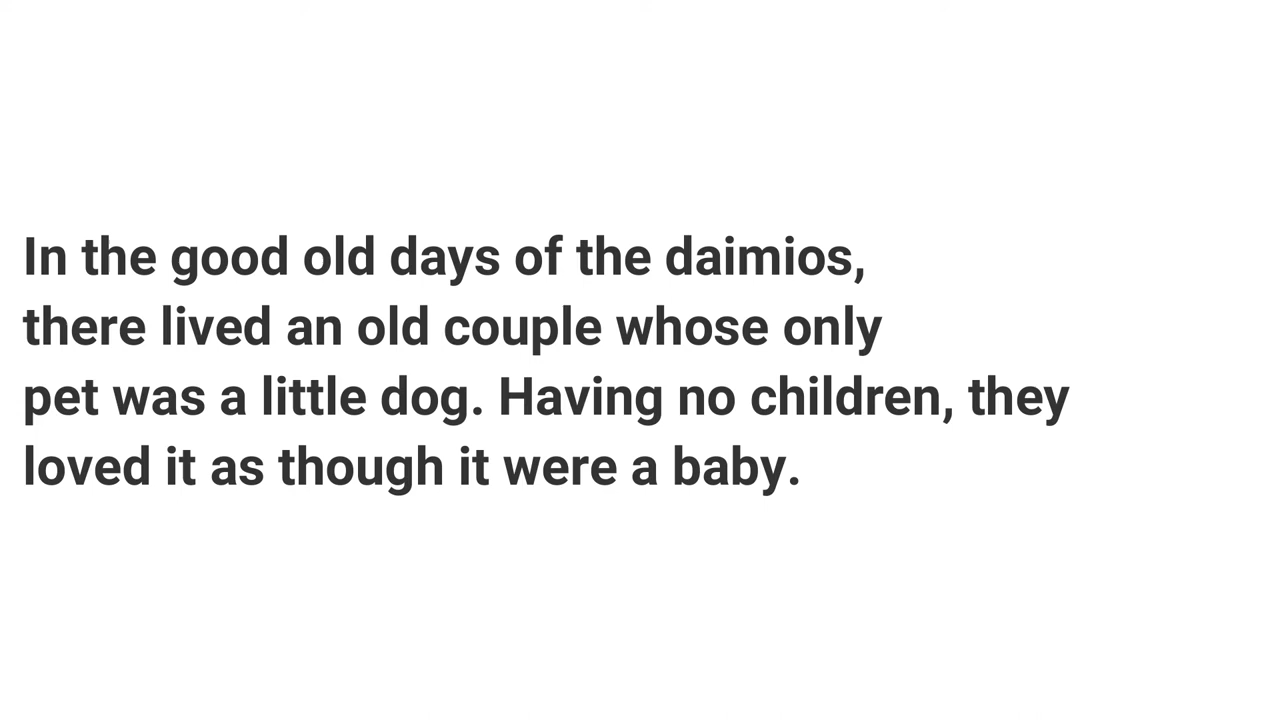 In the good old days of the daimios,
there lived an old couple whose only
pet was a little dog. Having no children, they
loved it as though it were a baby.